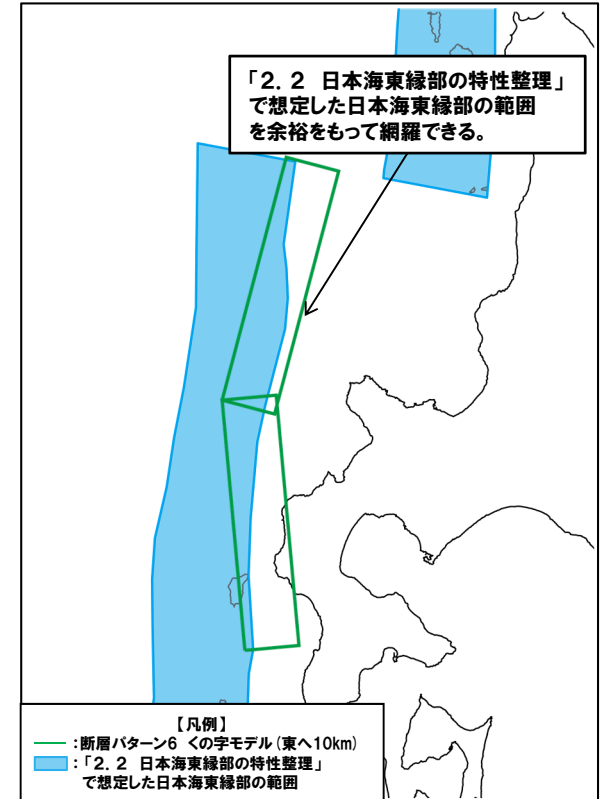 「2.2 日本海東縁部の特性整理」
で想定した日本海東縁部の範囲
を余裕をもって網羅できる。
【凡例】
:断層パターン6 くの字モデル(東へ10km)
:「2.2 日本海東縁部の特性整理」
で想定した日本海東縁部の範囲